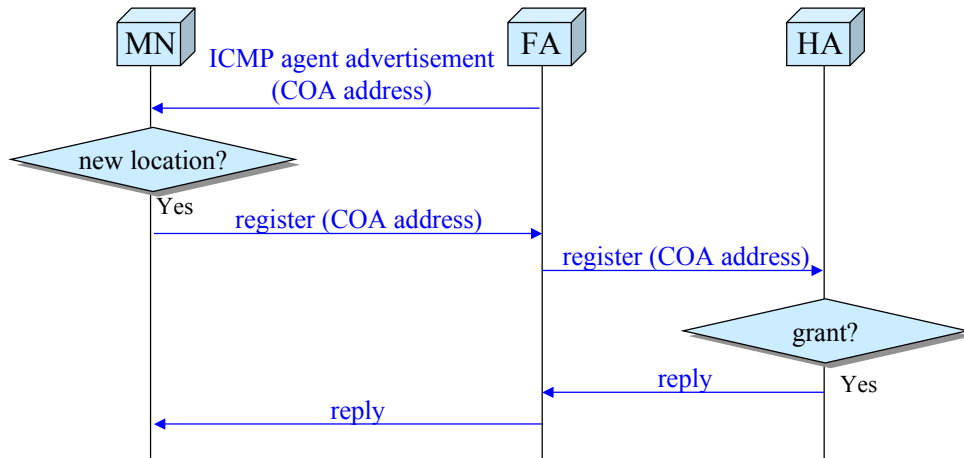 MN
FA
HA
ICMP agent advertisement
(COA address)
new location?
Yes
register (COA address)
register (COA address)
grant?
reply
Yes
reply